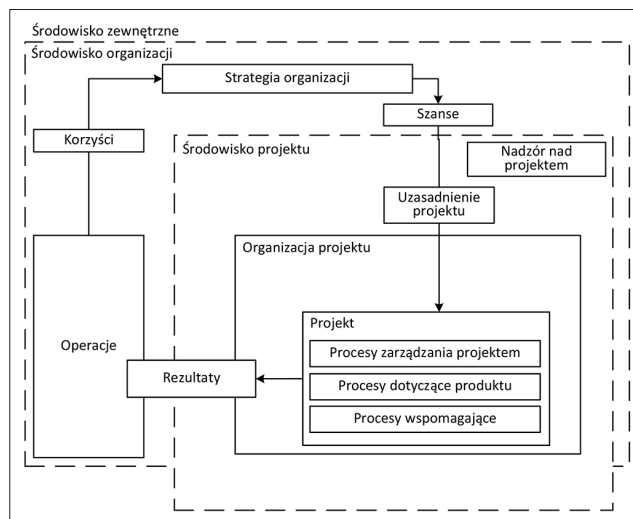 Środowisko zewnętrzne
Środowisko organizacji
Strategia organizacji
Szanse
Korzyści
Środowisko projektu
Nadzór nad
projektem
Uzasadnienie
projektu
Organizacja projektu
Projekt
Operacje
Procesy zarządzania projektem
Rezultaty
Procesy dotyczące produktu
Procesy wspomagające